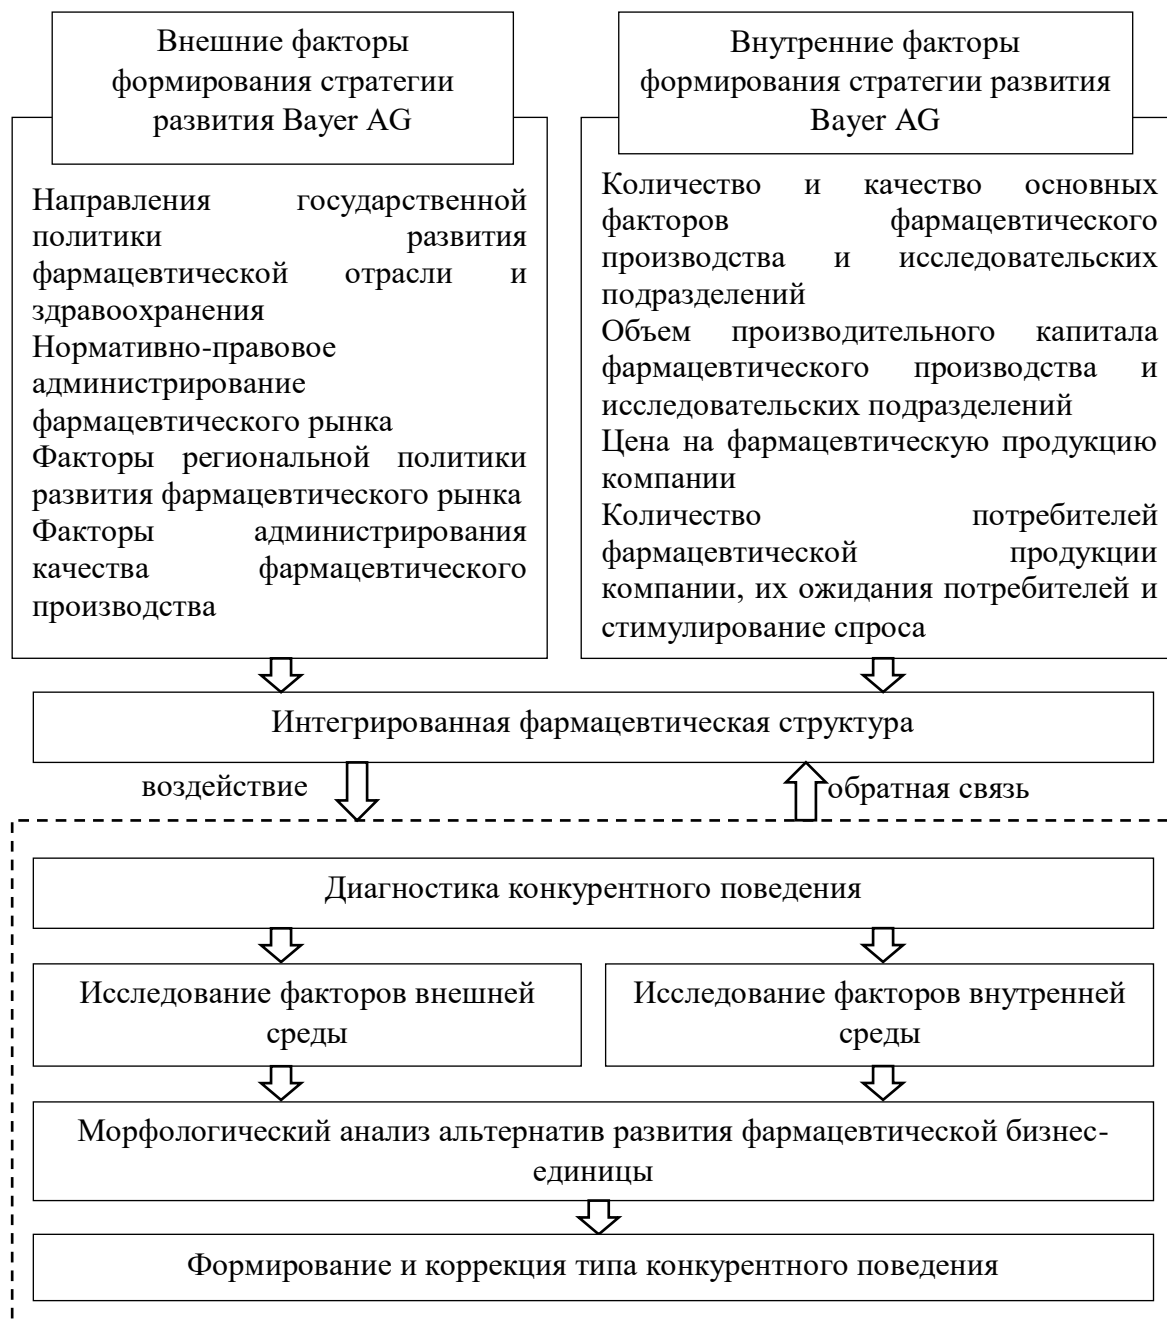 Внешние факторы
формирования стратегии
развития Bayer AG
Направления государственной
политики развития
фармацевтической отрасли и
здравоохранения
Нормативно-правовое
администрирование
фармацевтического рынка
Факторы региональной политики
развития фармацевтического рынка
Факторы администрирования
качества фармацевтического
производства
Внутренние факторы
формирования стратегии развития
Bayer AG
Количество и качество основных
факторов фармацевтического
производства и исследовательских
подразделений
Объем производительного капитала
фармацевтического производства и
исследовательских подразделений
Цена на фармацевтическую продукцию
компании
Количество потребителей
фармацевтической продукции
компании, их ожидания потребителей и
стимулирование спроса
Интегрированная фармацевтическая структура
воздействие
обратная связь
Диагностика конкурентного поведения
Исследование факторов внешней
среды
Исследование факторов внутренней
среды
Морфологический анализ альтернатив развития фармацевтической бизнес-
единицы
Формирование и коррекция типа конкурентного поведения